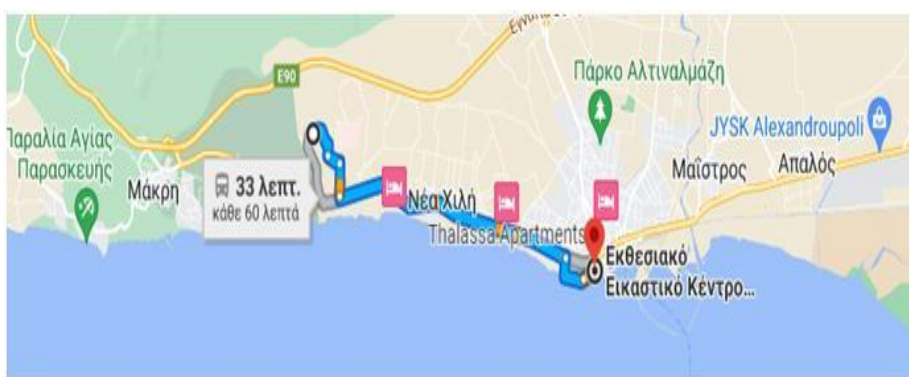 E90
Πάρκο Αλτιναλμάζη
JYSK Alexandroupoli
Παραλία Αγίας
Παρασκευής
Μάκρη
33 λεπτ.
κάθε 60 λεπτά
Νέα Χιλή
Μαΐστρος
Απαλός
Thalassa Apartments
Εκθεσιακό
Εικαστικό Κέντρο...